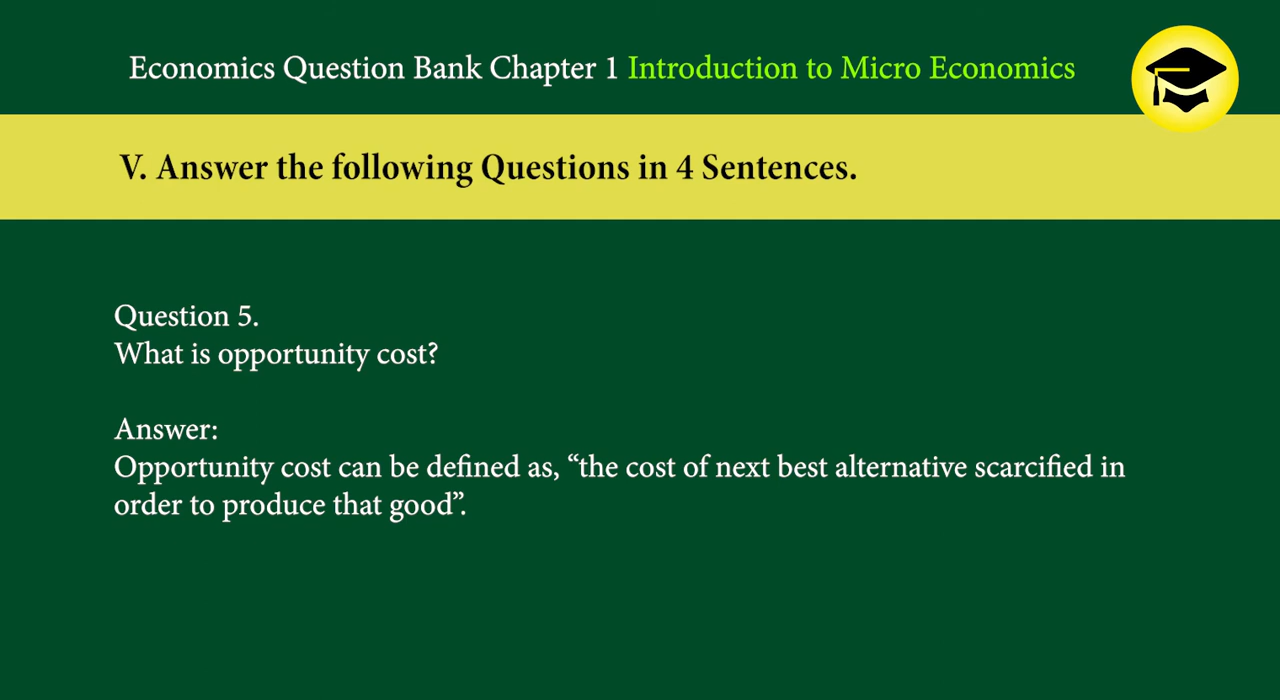 Economics Question Bank Chapter 1 Introduction to Micro Economics
V. Answer the following Questions in 4 Sentences.
Question 5.
What is opportunity cost?
Answer:
Opportunity cost can be defined as, “the cost of next best alternative scarcified in
order to produce that good”.